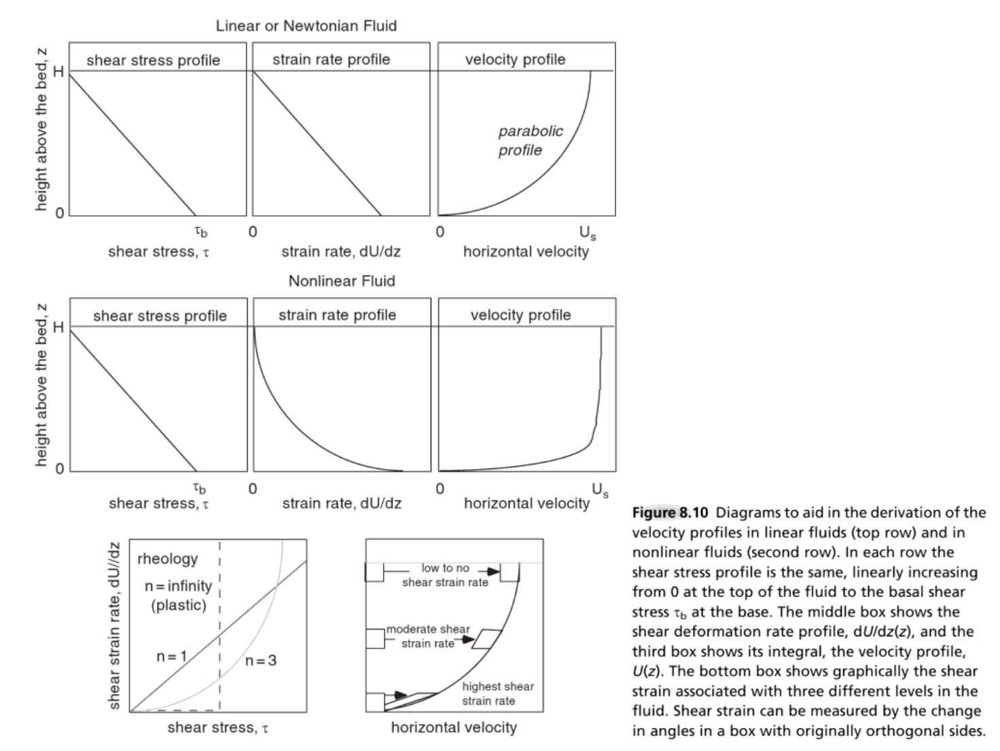 Linear or Newtonian Fluid
shear stress profile
strain rate profile
velocity profile
height above the bed, z
H
0
parabolic
profile
τb
0
0
Us
shear stress, τ
strain rate, dU/dz
horizontal velocity
Nonlinear Fluid
shear stress profile
strain rate profile
velocity profile
height above the bed, z
H
0
τb
0
0
Us
shear stress, τ
strain rate, dU/dz
horizontal velocity
shear strain rate, dU//dz
rheology
n = infinity
(plastic)
n = 1
n = 3
shear stress, τ
low to no
shear strain rate
moderate shear
strain rate
highest shear
strain rate
horizontal velocity
Figure 8.10 Diagrams to aid in the derivation of the
velocity profiles in linear fluids (top row) and in
nonlinear fluids (second row). In each row the
shear stress profile is the same, linearly increasing
from 0 at the top of the fluid to the basal shear
stress τb at the base. The middle box shows the
shear deformation rate profile, dU/dz(z), and the
third box shows its integral, the velocity profile,
U(z). The bottom box shows graphically the shear
strain associated with three different levels in the
fluid. Shear strain can be measured by the change
in angles in a box with originally orthogonal sides.